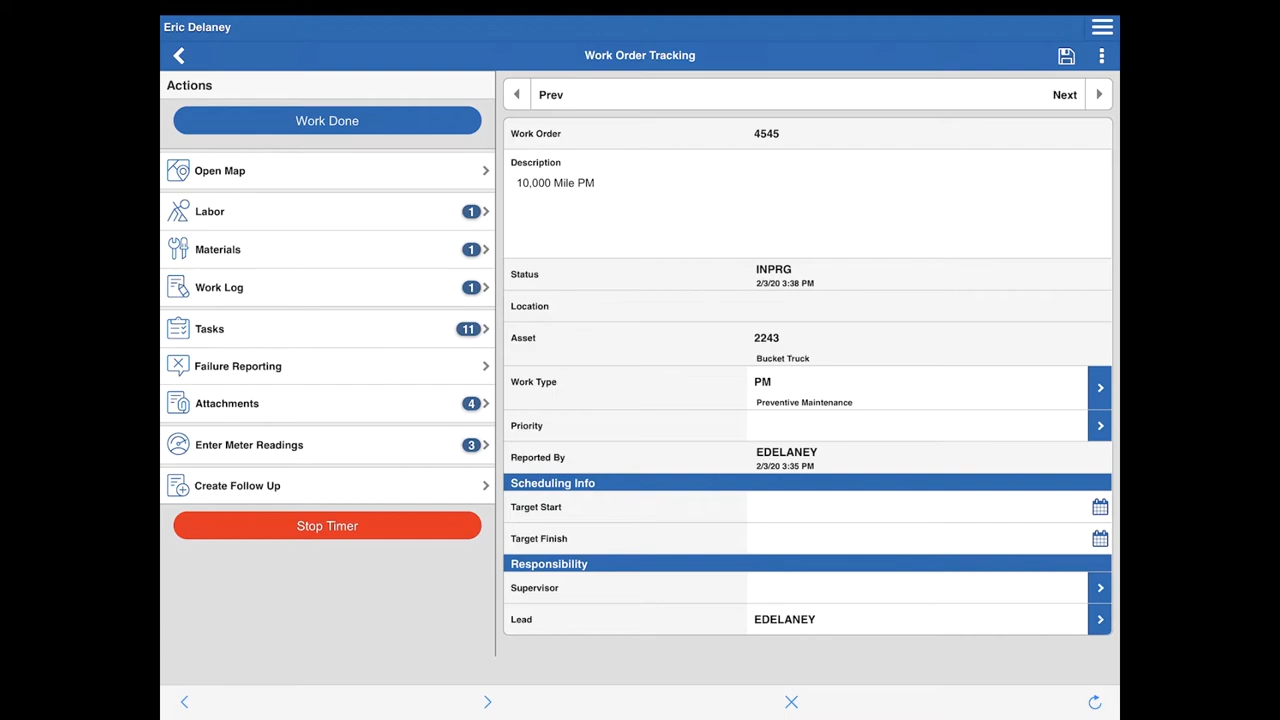 Eric Delaney
Work Order Tracking
Actions
Work Done
Open Map
Labor 1
Materials 1
Work Log 1
Tasks 11
Failure Reporting
Attachments 4
Enter Meter Readings 3
Create Follow Up
Stop Timer
Prev Next
Work Order 4545
Description
10,000 Mile PM
Status INPRG
2/3/20 3:38 PM
Location
Asset 2243
Bucket Truck
Work Type PM
Preventive Maintenance
Priority
Reported By EDELANEY
2/3/20 3:35 PM
Scheduling Info
Target Start
Target Finish
Responsibility
Supervisor
Lead EDELANEY